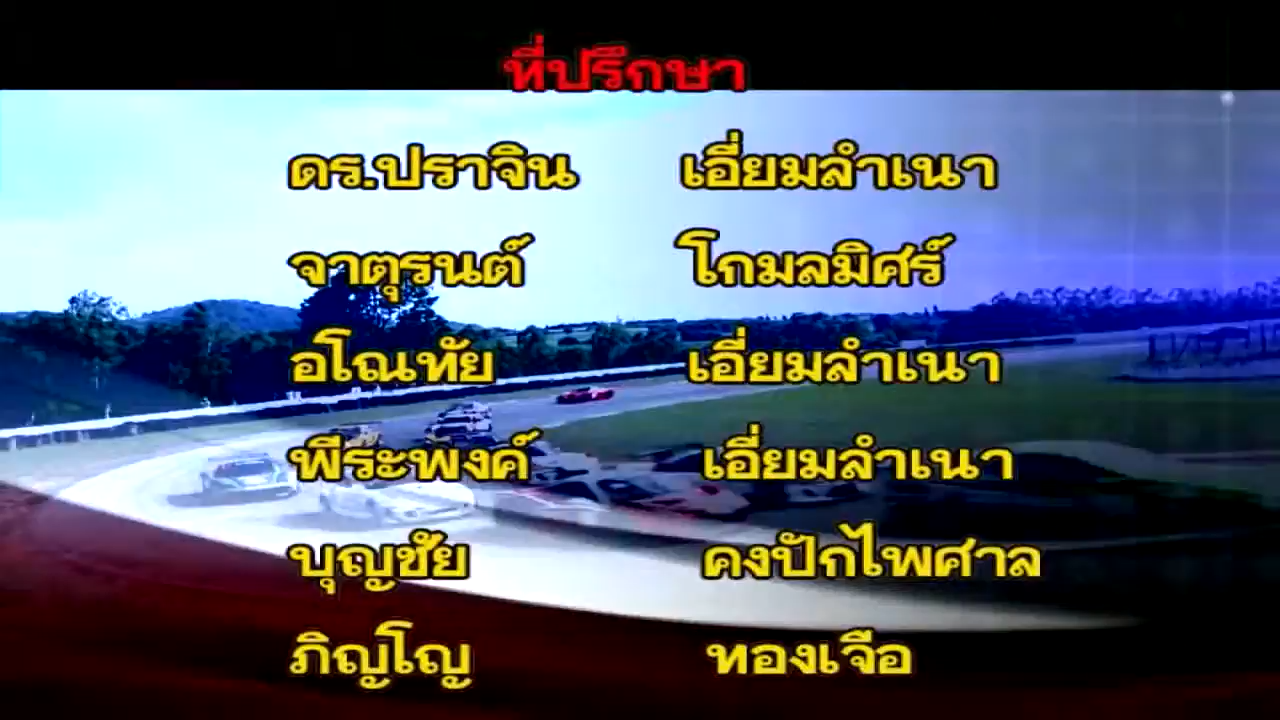 ที่ปรึกษา
ดร.ปราจิน เอี่ยมลำเนา
จาตุรนต์ โกมลมิศร์
อโณทัย เอี่ยมลำเนา
พีระพงค์ เอี่ยมลำเนา
บุญชัย คงปักไพศาล
ภิญโญ ทองเจือ